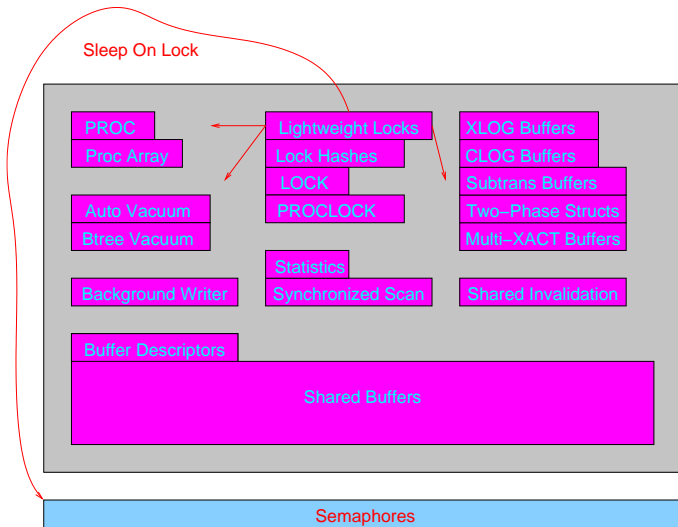 Sleep On Lock
PROC
Lightweight Locks
XLOG Buffers
Proc Array
Lock Hashes
CLOG Buffers
LOCK
Subtrans Buffers
Auto Vacuum
PROCLOCK
Two−Phase Structs
Btree Vacuum
Multi−XACT Buffers
Statistics
Background Writer
Synchronized Scan
Shared Invalidation
Buffer Descriptors
Shared Buffers
Semaphores